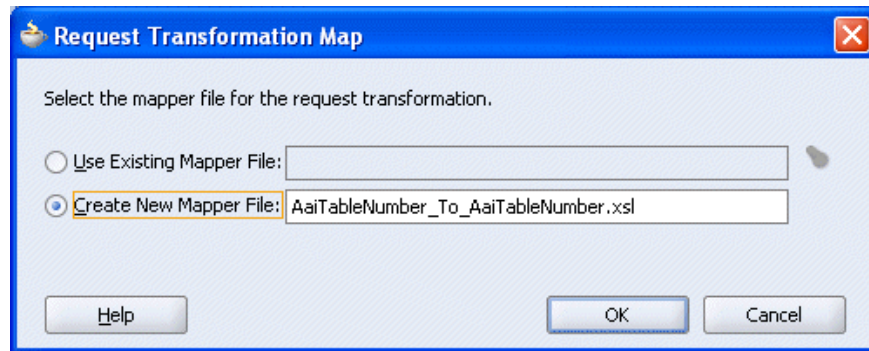 Request Transformation Map
Select the mapper file for the request transformation.
Use Existing Mapper File:
Create New Mapper File: AaiTableNumber_To_AaiTableNumber.xsl
Help OK Cancel